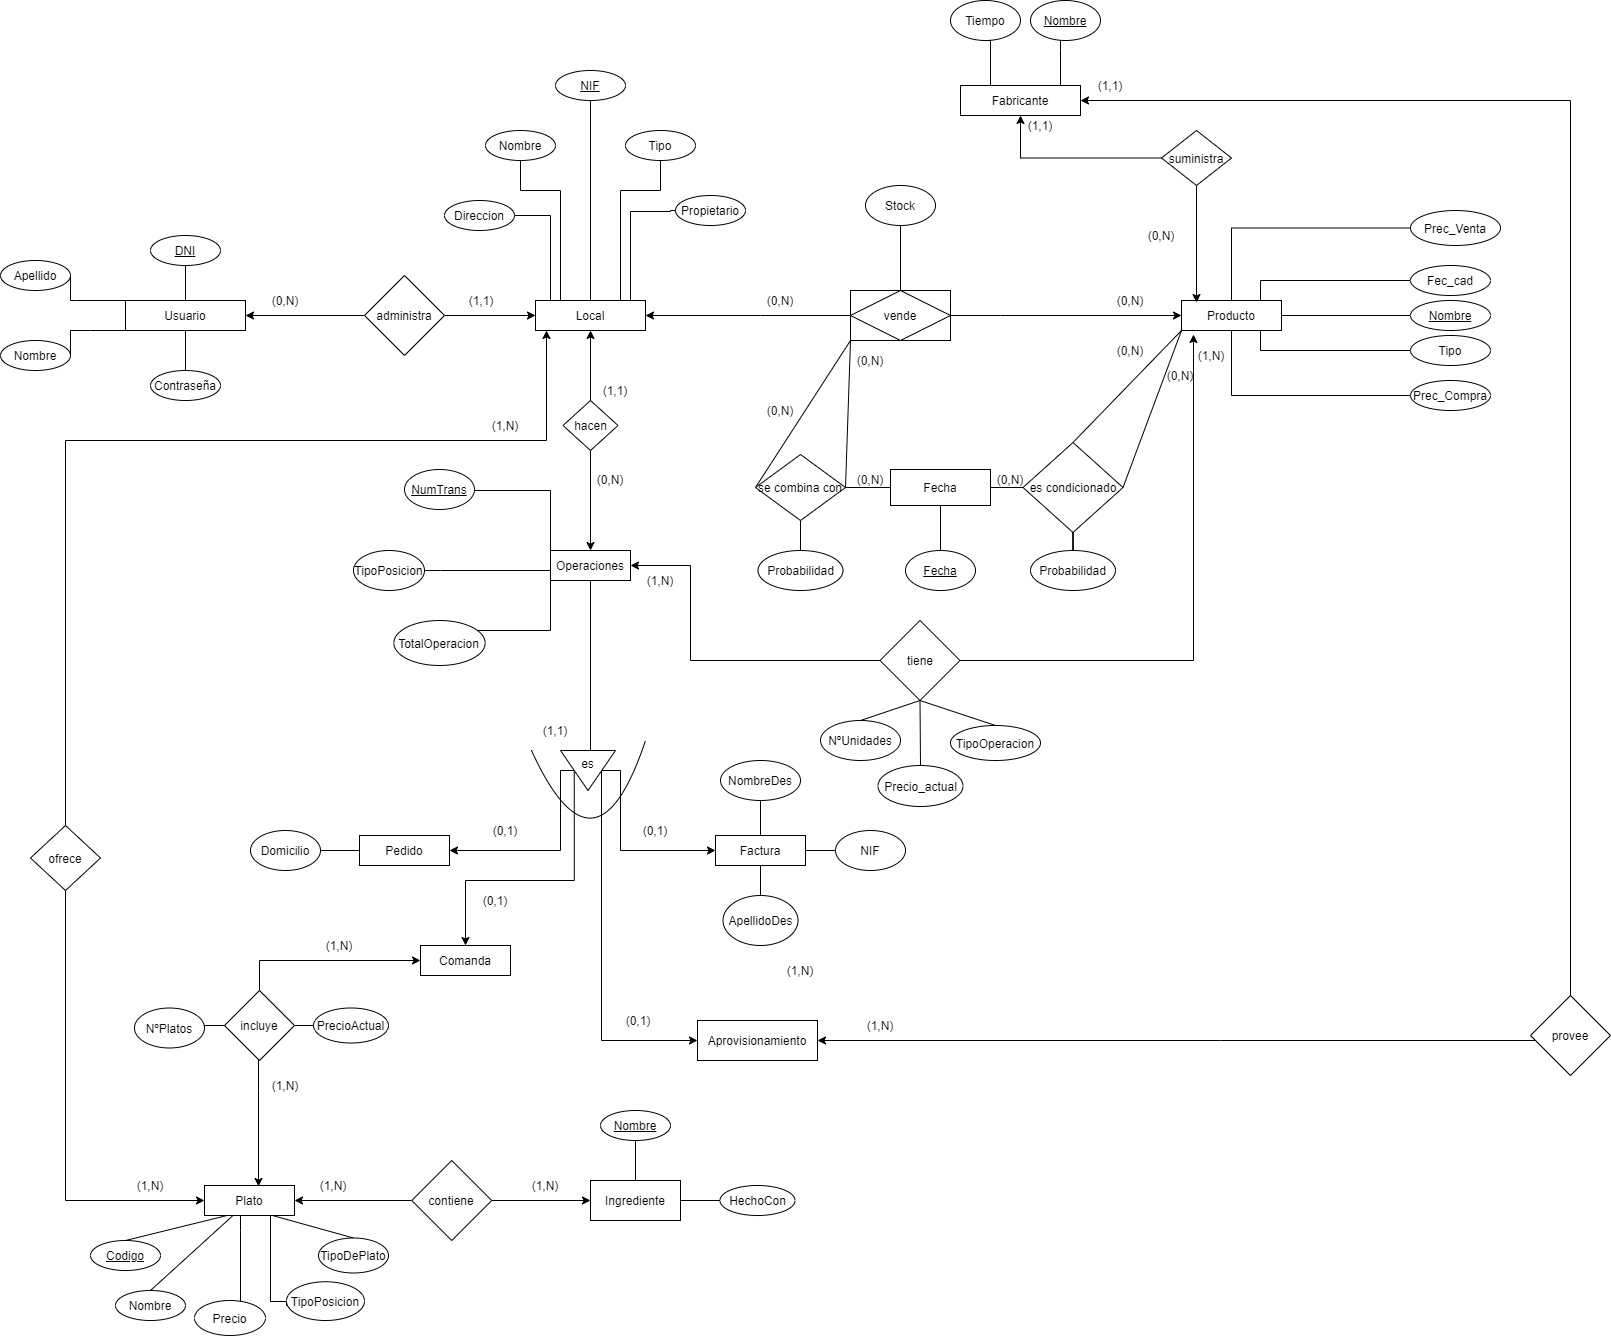 Tiempo
Nombre
Fabricante
(1,1)
(1,1)
suministra
(0,N)
NIF
Nombre
Tipo
Direccion
Propietario
Stock
Prec_Venta
Fec_cad
Nombre
Tipo
Prec_Compra
Producto
DNI
Apellido
Usuario
Nombre
Contraseña
(0,N)
administra
(1,1)
Local
(0,N)
vende
(0,N)
(0,N)
(0,N)
(0,N)
(0,N)
(1,N)
(1,1)
hacen
(0,N)
(1,N)
se combina con
(0,N)
Fecha
(0,N)
es condicionado
Probabilidad
Fecha
Probabilidad
NumTrans
TipoPosicion
Operaciones
TotalOperacion
(1,N)
tiene
NºUnidades
TipoOperacion
Precio_actual
(1,1)
es
NombreDes
(0,1)
(0,1)
Domicilio
Pedido
Factura
NIF
ApellidoDes
ofrece
(0,1)
(1,N)
Comanda
(1,N)
NºPlatos
incluye
PrecioActual
(0,1)
Aprovisionamiento
(1,N)
provee
(1,N)
Nombre
(1,N)
Plato
(1,N)
contiene
(1,N)
Ingrediente
HechoCon
Codigo
TipoDePlato
Nombre
Precio
TipoPosicion